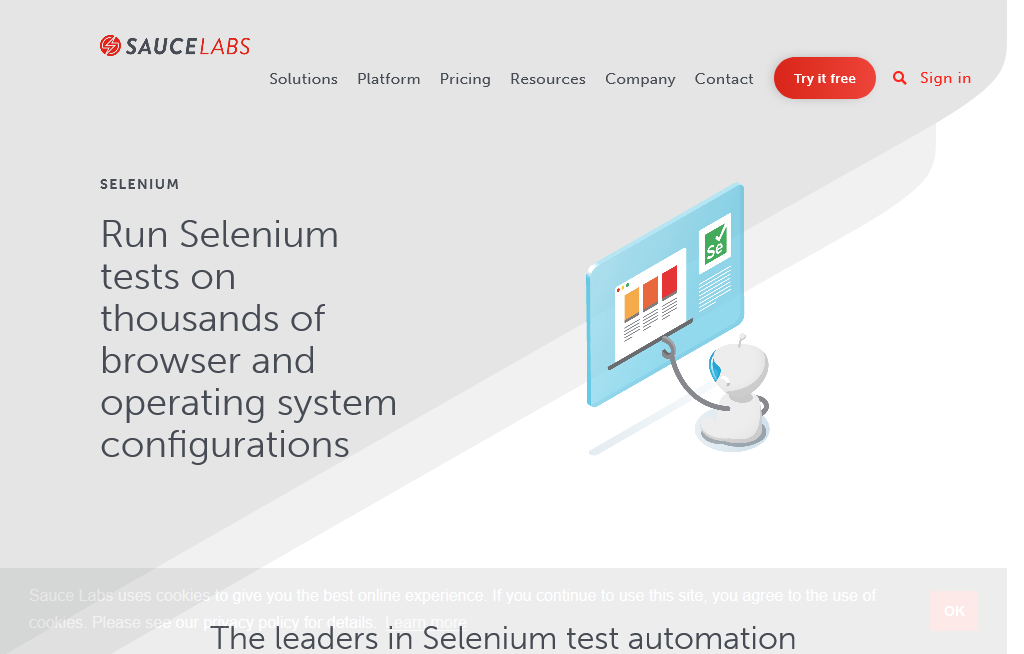 SAUCE LABS
Solutions Platform Pricing Resources Company Contact Try it free Sign in
SELENIUM
Run Selenium
tests on
thousands of
browser and
operating system
configurations
Se
Sauce Labs uses cookies to give you the best online experience. If you continue to use this site, you agree to the use of
cookies. Please see our privacy policy for details. Learn more
OK
The leaders in Selenium test automation